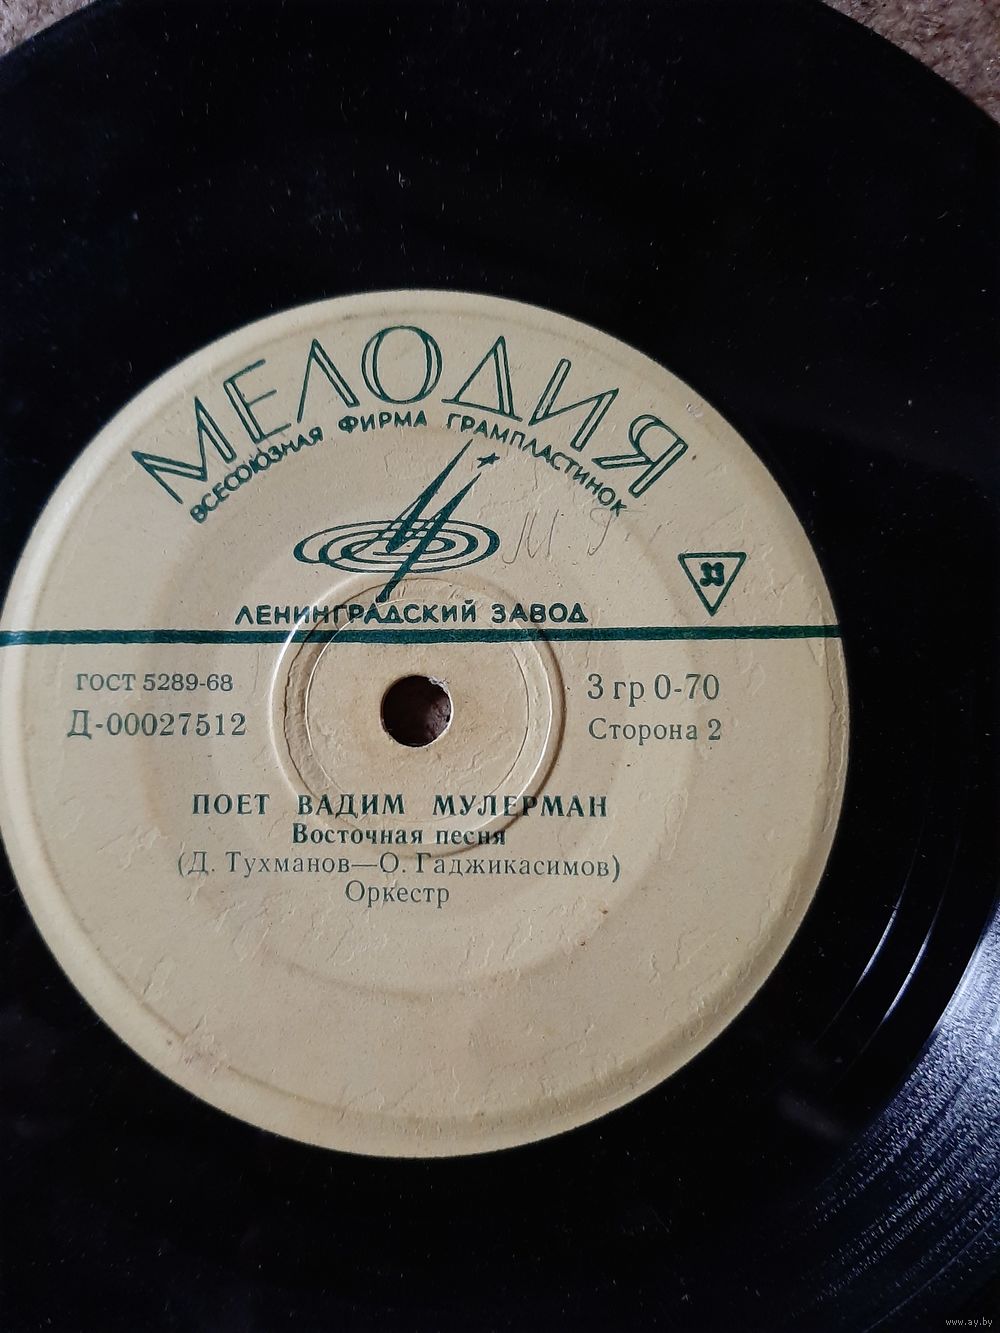 МЕЛОДИЯ
ВСЕСОЮЗНАЯ ФИРМА ГРАМПЛАСТИНОК
33
ЛЕНИНГРАДСКИЙ ЗАВОД
ГОСТ 5289-68
Д-00027512
3 гр 0-70
Сторона 2
ПОЕТ ВАДИМ МУЛЕРМАН
Восточная песня
(Д. Тухманов—О. Гаджикасимов)
Оркестр
www.ay.by